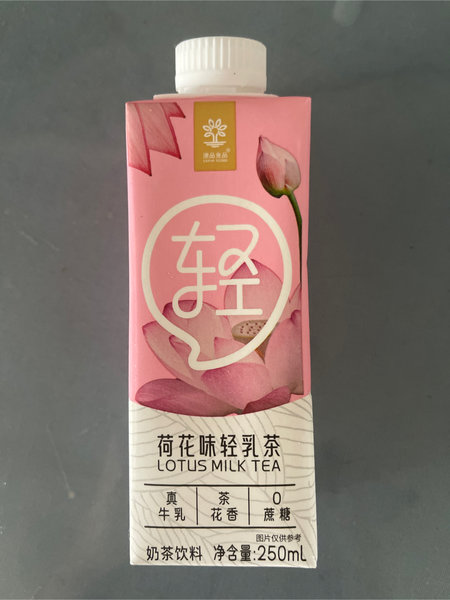 轻
荷花味轻乳茶
LOTUS MILK TEA
真 茶 0
牛乳 花香 蔗糖
图片仅供参考
奶茶饮料 净含量:250mL